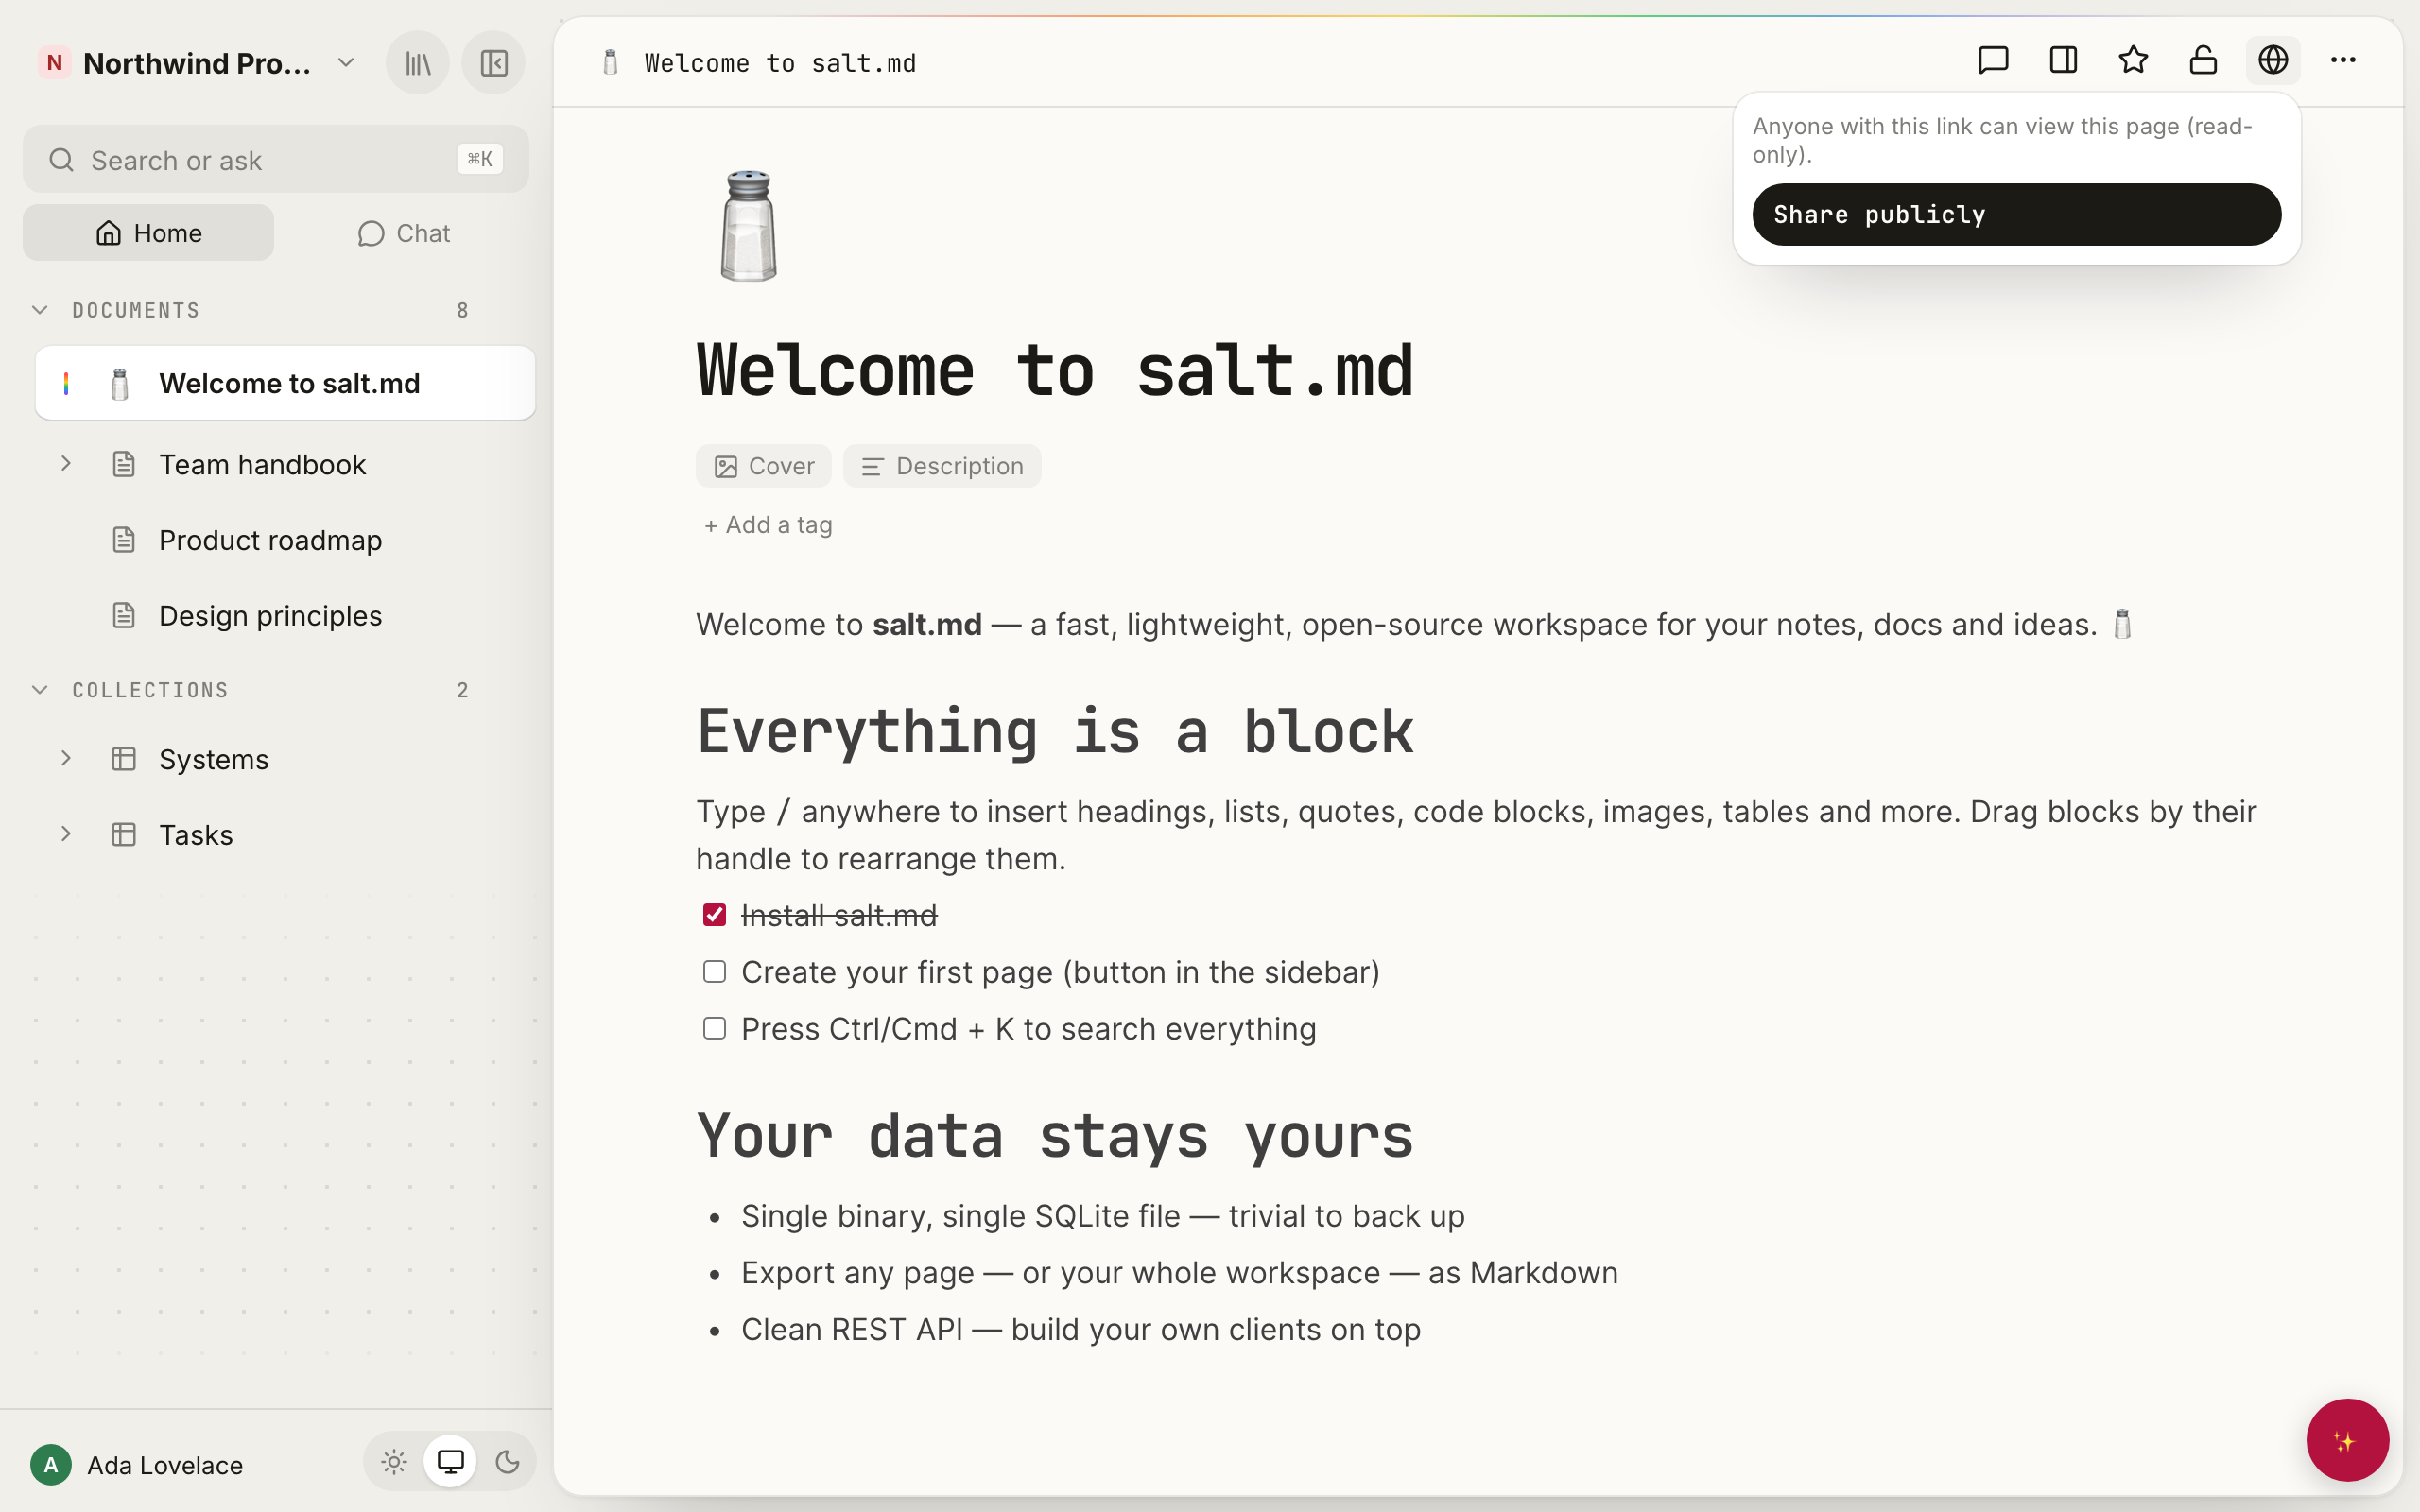 N Northwind Pro...
Search or ask ⌘K
Home Chat
DOCUMENTS 8
Welcome to salt.md
Team handbook
Product roadmap
Design principles
COLLECTIONS 2
Systems
Tasks
A Ada Lovelace
Welcome to salt.md
Anyone with this link can view this page (read-
only).
Share publicly
Welcome to salt.md
Cover Description
+ Add a tag
Welcome to salt.md — a fast, lightweight, open-source workspace for your notes, docs and ideas.
Everything is a block
Type / anywhere to insert headings, lists, quotes, code blocks, images, tables and more. Drag blocks by their
handle to rearrange them.
Install salt.md
Create your first page (button in the sidebar)
Press Ctrl/Cmd + K to search everything
Your data stays yours
• Single binary, single SQLite file — trivial to back up
• Export any page — or your whole workspace — as Markdown
• Clean REST API — build your own clients on top